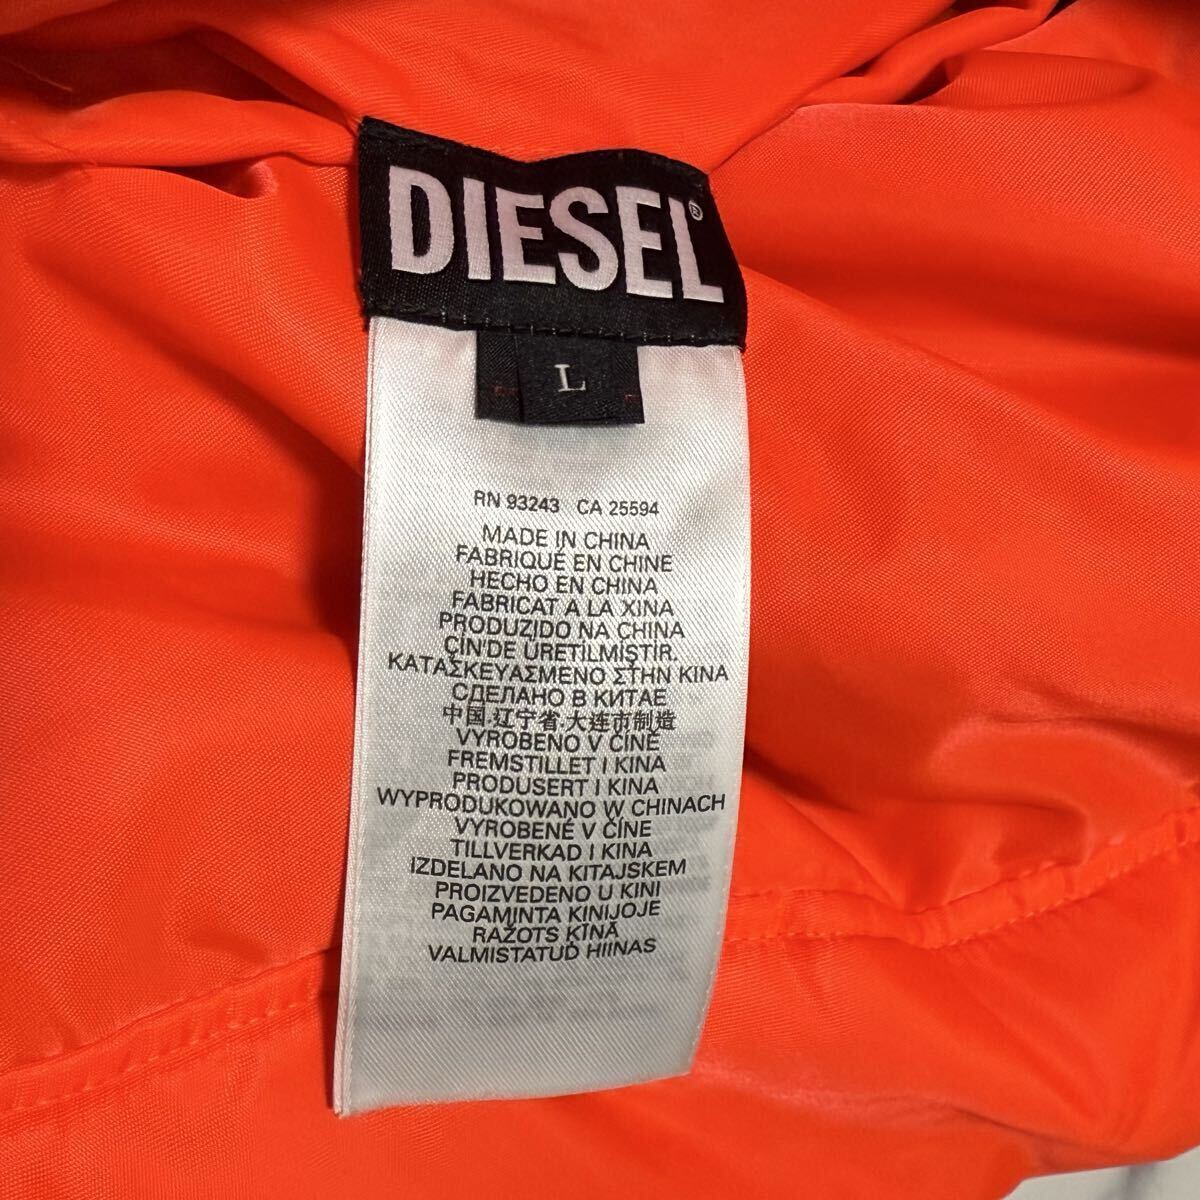 DIESEL®
L
RN 93243 CA 25594
MADE IN CHINA
FABRIQUÉ EN CHINE
HECHO EN CHINA
FABRICAT A LA XINA
PRODUZIDO NA CHINA
ÇİN'DE ÜRETİLMİŞTİR.
ΚΑΤΑΣΚΕΥΑΣΜΕΝΟ ΣΤΗΝ ΚΙΝΑ
СДЕЛАНО В КИТАЕ
中国.辽宁省.大连市制造
VYROBENO V ČÍNĚ
FREMSTILLET I KINA
PRODUSERT I KINA
WYPRODUKOWANO W CHINACH
VYROBENÉ V ČÍNE
TILLVERKAD I KINA
IZDELANO NA KITAJSKEM
PROIZVEDENO U KINI
PAGAMINTA KINIJOJE
RAŽOTS ĶĪNĀ
VALMISTATUD HIINAS